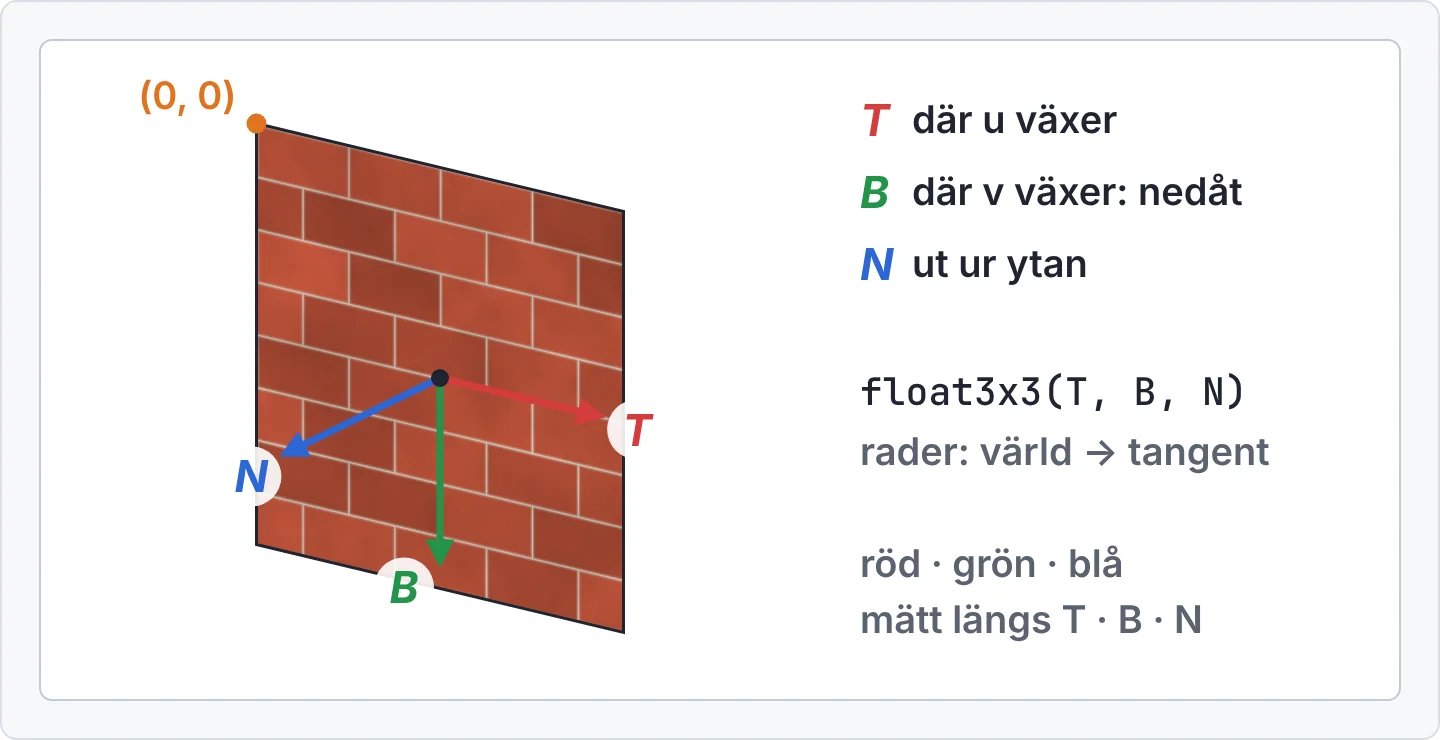 (0, 0)
T
N
B
T där u växer
B där v växer: nedåt
N ut ur ytan
float3x3(T, B, N)
rader: värld → tangent
röd · grön · blå
mätt längs T · B · N